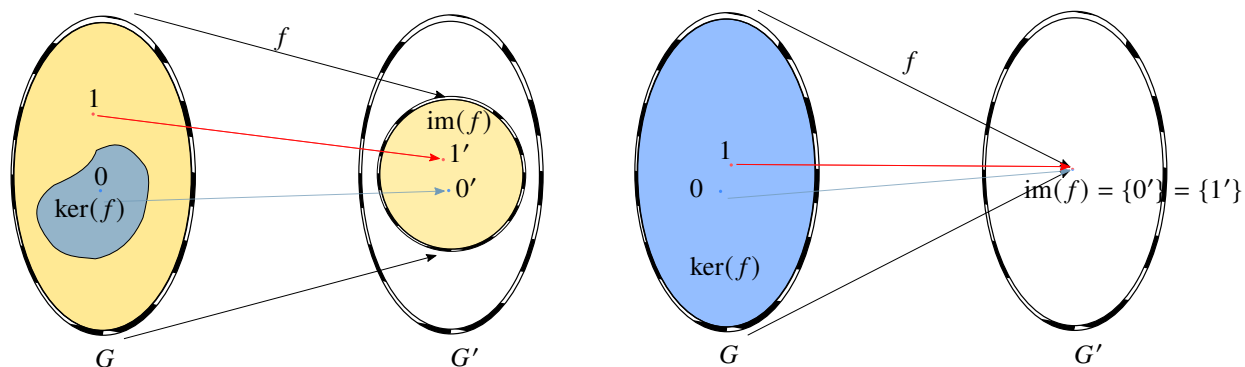 f
1
im(f)
1′
0
0′
ker(f)
G
G′
f
1
0
im(f) = {0′} = {1′}
ker(f)
G
G′